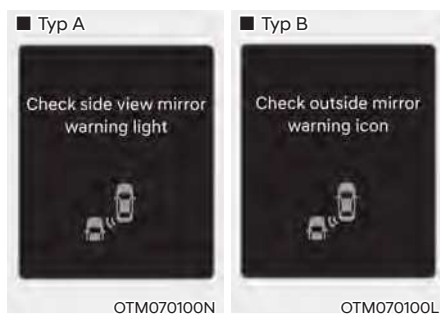 ■ Typ A
Check side view mirror
warning light
OTM070100N
■ Typ B
Check outside mirror
warning icon
OTM070100L